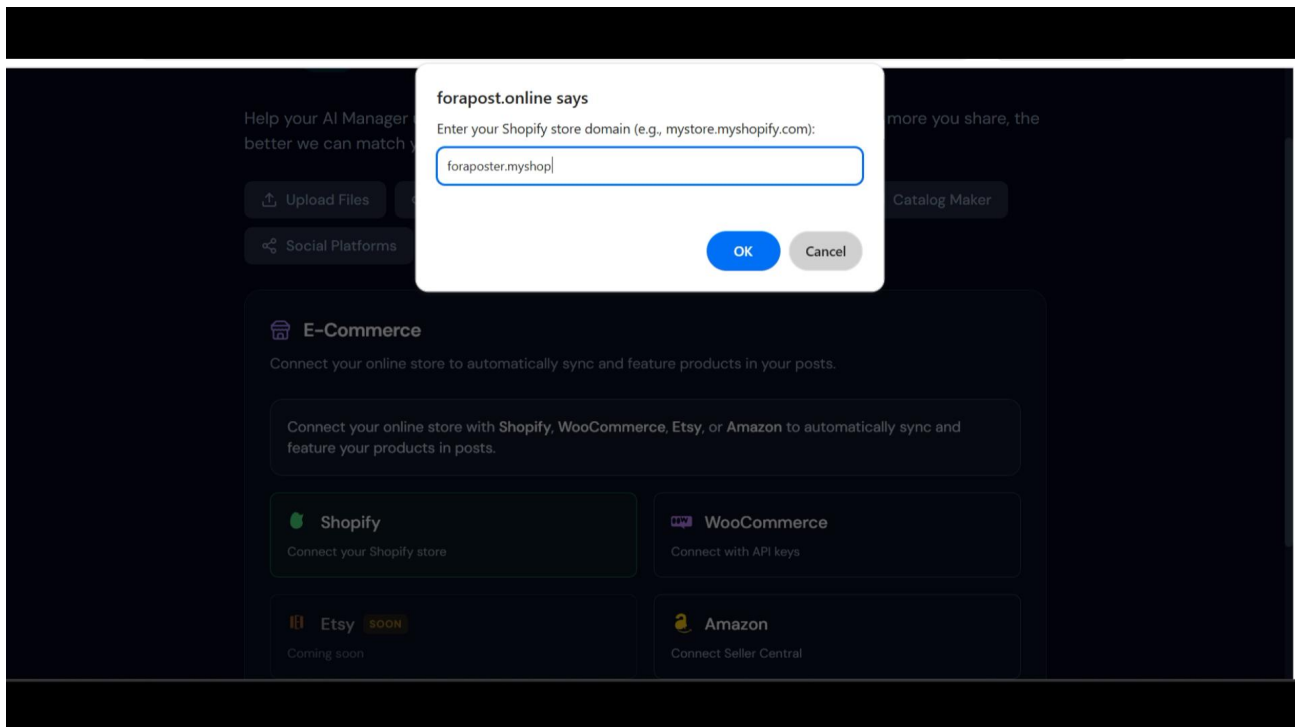 forapost.online says
Enter your Shopify store domain (e.g., mystore.myshopify.com):
foraposter.myshop
OK
Cancel
Help your AI Manager
more you share, the
better we can match
Upload Files
Catalog Maker
Social Platforms
E-Commerce
Connect your online store to automatically sync and feature products in your posts.
Connect your online store with Shopify, WooCommerce, Etsy, or Amazon to automatically sync and
feature your products in posts.
Shopify
Connect your Shopify store
WooCommerce
Connect with API keys
Etsy SOON
Coming soon
Amazon
Connect Seller Central